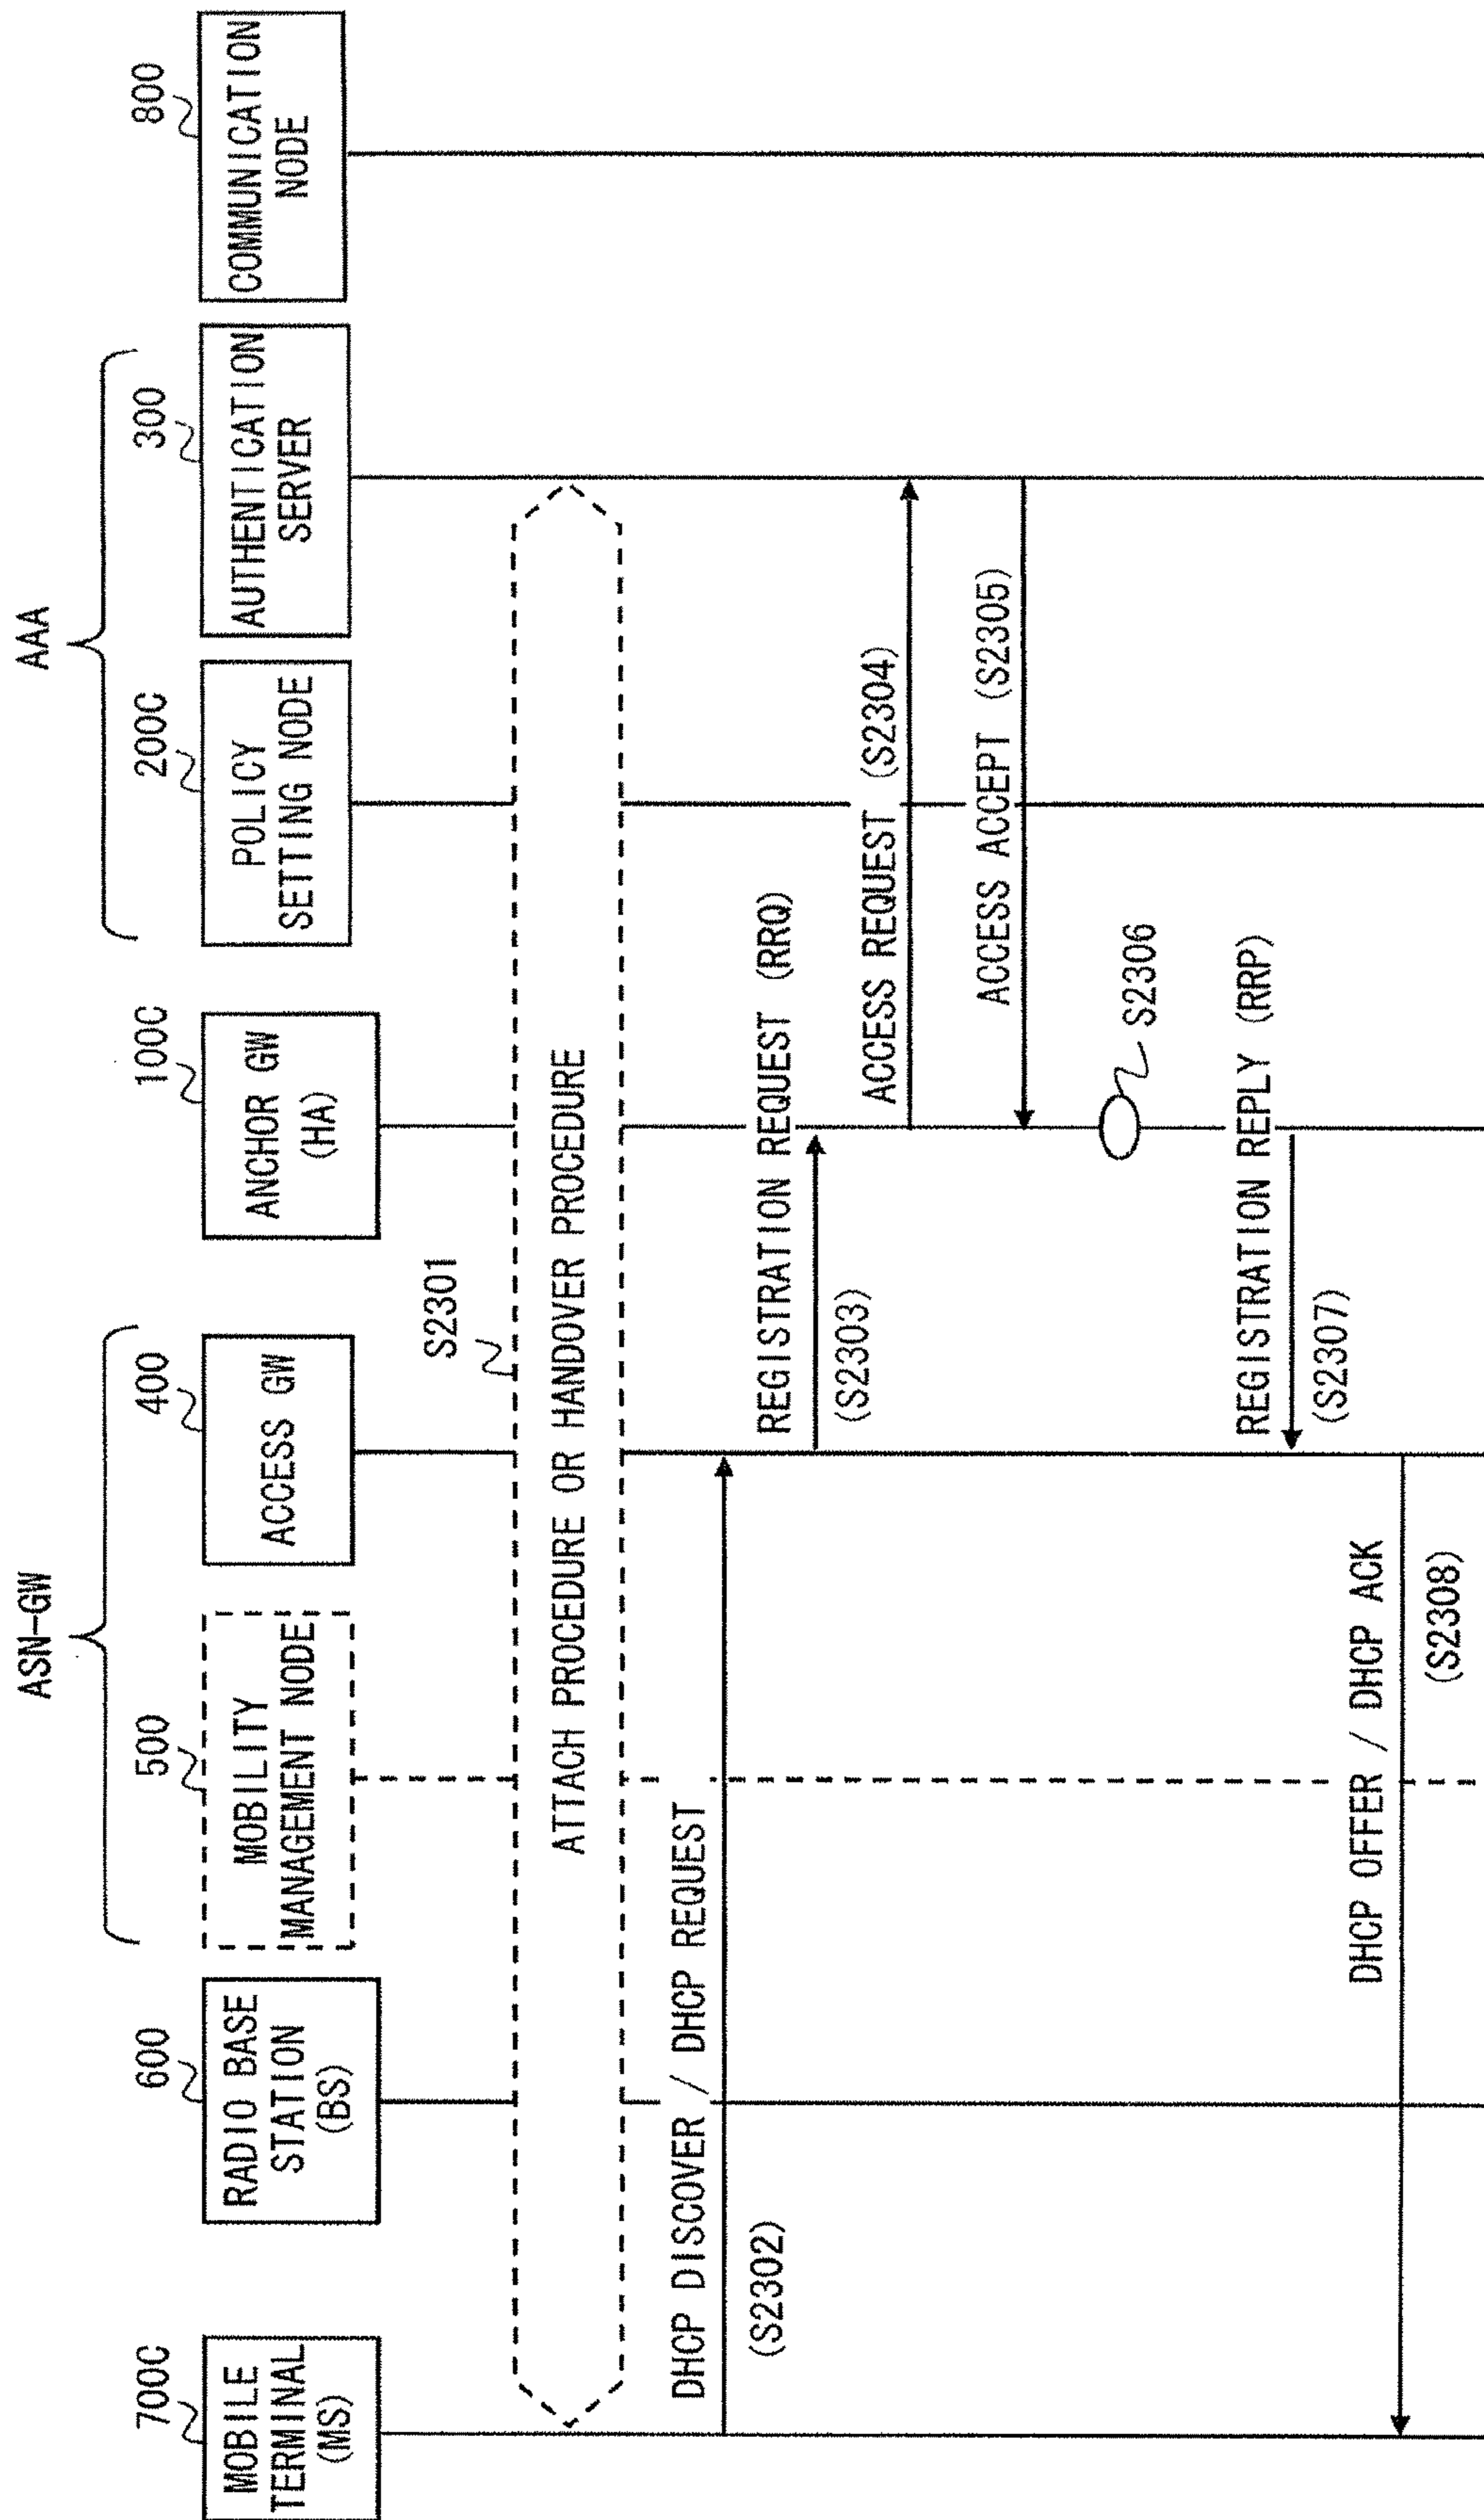 ASN-GW
AAA
700C
600
500
400
100C
200C
300
800
MOBILE
TERMINAL
(MS)
RADIO BASE
STATION
(BS)
MOBILITY
MANAGEMENT NODE
ACCESS GW
ANCHOR GW
(HA)
POLICY
SETTING NODE
AUTHENTICATION
SERVER
COMMUNICATION
NODE
S2301
ATTACH PROCEDURE OR HANDOVER PROCEDURE
DHCP DISCOVER / DHCP REQUEST
(S2302)
REGISTRATION REQUEST (RRQ)
(S2303)
ACCESS REQUEST (S2304)
ACCESS ACCEPT (S2305)
S2306
REGISTRATION REPLY (RRP)
(S2307)
DHCP OFFER / DHCP ACK
(S2308)